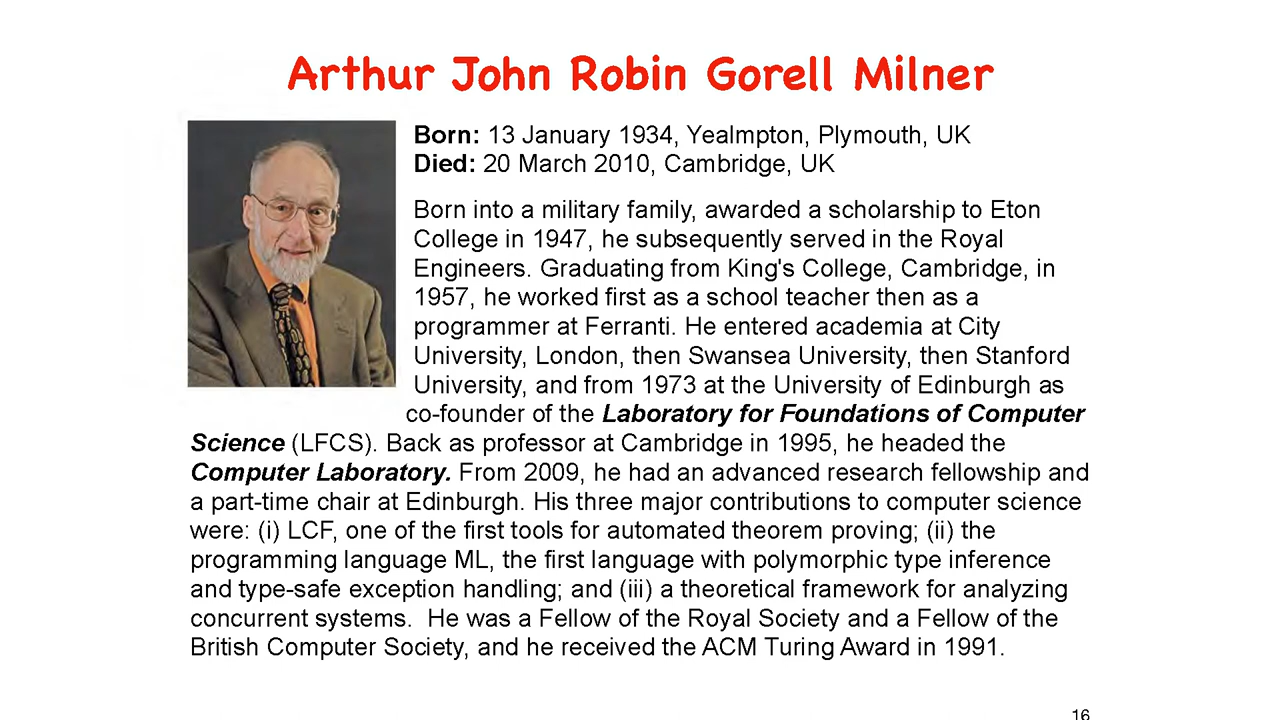 Arthur John Robin Gorell Milner
Born: 13 January 1934, Yealmpton, Plymouth, UK
Died: 20 March 2010, Cambridge, UK
Born into a military family, awarded a scholarship to Eton
College in 1947, he subsequently served in the Royal
Engineers. Graduating from King's College, Cambridge, in
1957, he worked first as a school teacher then as a
programmer at Ferranti. He entered academia at City
University, London, then Swansea University, then Stanford
University, and from 1973 at the University of Edinburgh as
co-founder of the Laboratory for Foundations of Computer
Science (LFCS). Back as professor at Cambridge in 1995, he headed the
Computer Laboratory. From 2009, he had an advanced research fellowship and
a part-time chair at Edinburgh. His three major contributions to computer science
were: (i) LCF, one of the first tools for automated theorem proving; (ii) the
programming language ML, the first language with polymorphic type inference
and type-safe exception handling; and (iii) a theoretical framework for analyzing
concurrent systems. He was a Fellow of the Royal Society and a Fellow of the
British Computer Society, and he received the ACM Turing Award in 1991.
16